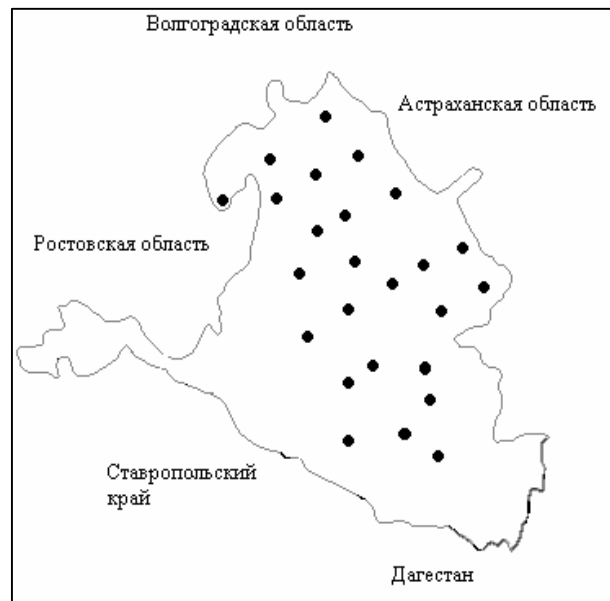 Волгоградская область
Астраханская область
Ростовская область
Ставропольский
край
Дагестан